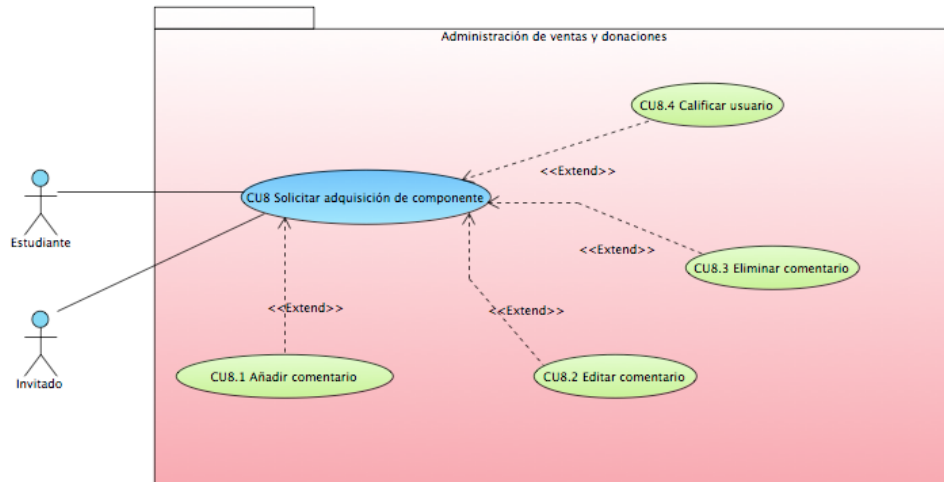 Administración de ventas y donaciones
CU8.4 Calificar usuario
<<Extend>>
CU8 Solicitar adquisición de componente
Estudiante
<<Extend>>
CU8.3 Eliminar comentario
<<Extend>>
<<Extend>>
Invitado
CU8.1 Añadir comentario
CU8.2 Editar comentario